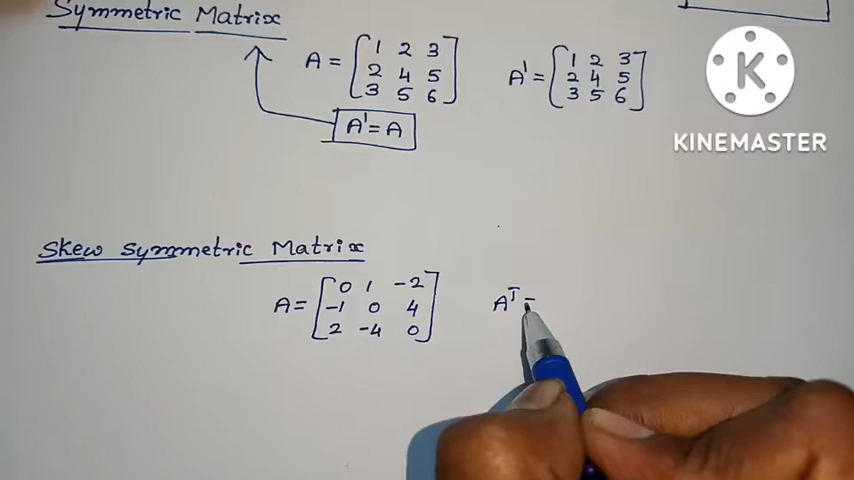 Symmetric Matrix
A = [1 2 3
2 4 5
3 5 6]
A' = [1 2 3
2 4 5
3 5 6]
A' = A
K
KINEMASTER
Skew Symmetric Matrix
A = [0 1 -2
-1 0 4
2 -4 0]
Aᵀ =